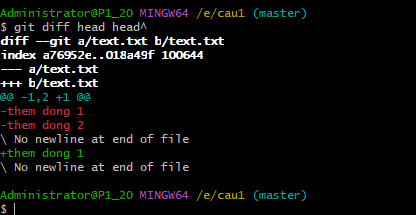 Administrator@P1_20 MINGW64 /e/cau1 (master)
$ git diff head head^
diff --git a/text.txt b/text.txt
index a76952e..018a49f 100644
--- a/text.txt
+++ b/text.txt
@@ -1,2 +1 @@
-them dong 1
-them dong 2
\ No newline at end of file
+them dong 1
\ No newline at end of file
Administrator@P1_20 MINGW64 /e/cau1 (master)
$